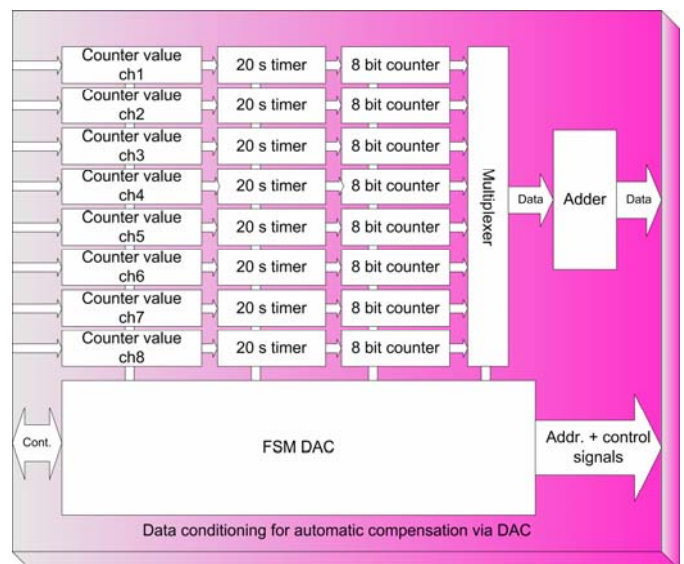 Counter value
ch1
20 s timer
8 bit counter
Counter value
ch2
20 s timer
8 bit counter
Counter value
ch3
20 s timer
8 bit counter
Counter value
ch4
20 s timer
8 bit counter
Counter value
ch5
20 s timer
8 bit counter
Counter value
ch6
20 s timer
8 bit counter
Counter value
ch7
20 s timer
8 bit counter
Counter value
ch8
20 s timer
8 bit counter
Multiplexer
Data
Adder
Data
Cont.
FSM DAC
Addr. + control
signals
Data conditioning for automatic compensation via DAC